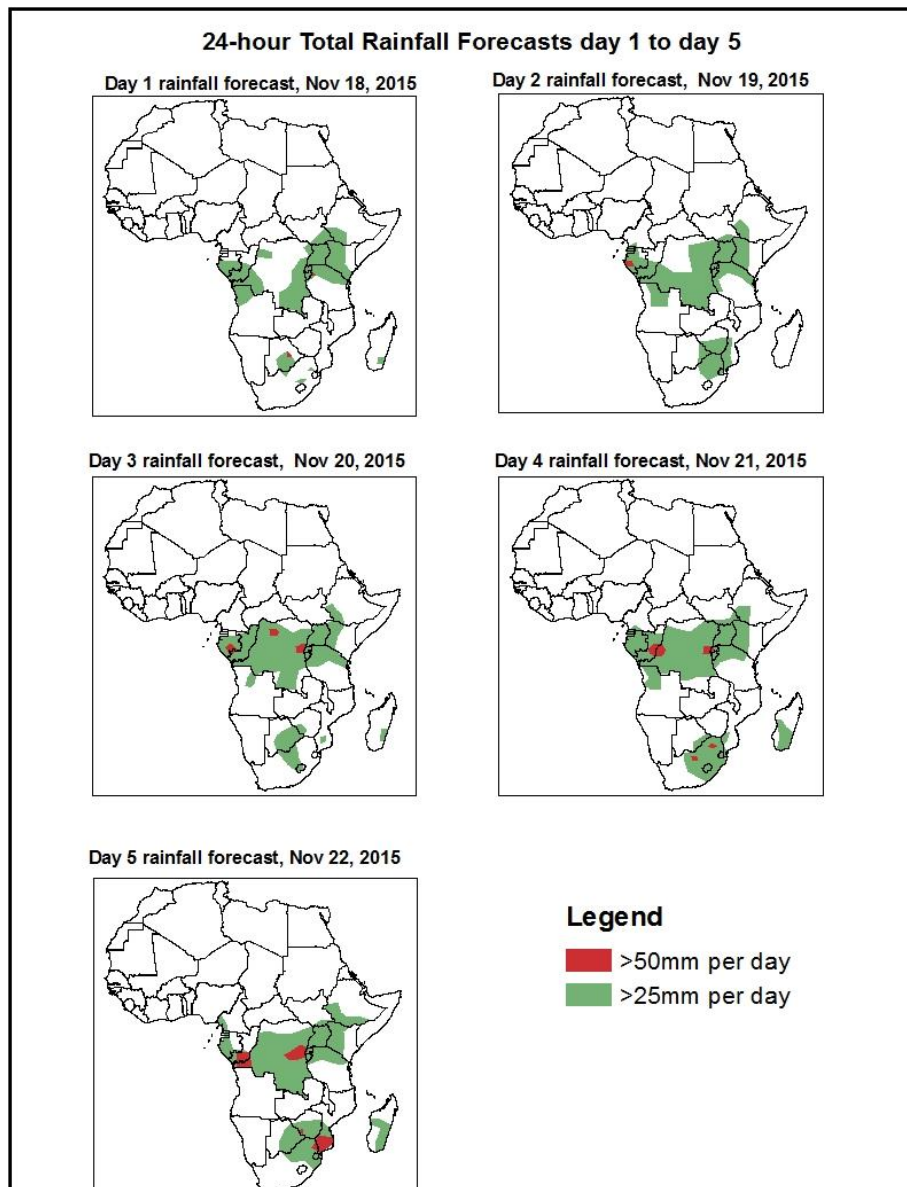 24-hour Total Rainfall Forecasts day 1 to day 5
Day 1 rainfall forecast, Nov 18, 2015
Day 2 rainfall forecast, Nov 19, 2015
Day 3 rainfall forecast, Nov 20, 2015
Day 4 rainfall forecast, Nov 21, 2015
Day 5 rainfall forecast, Nov 22, 2015
Legend
>50mm per day
>25mm per day